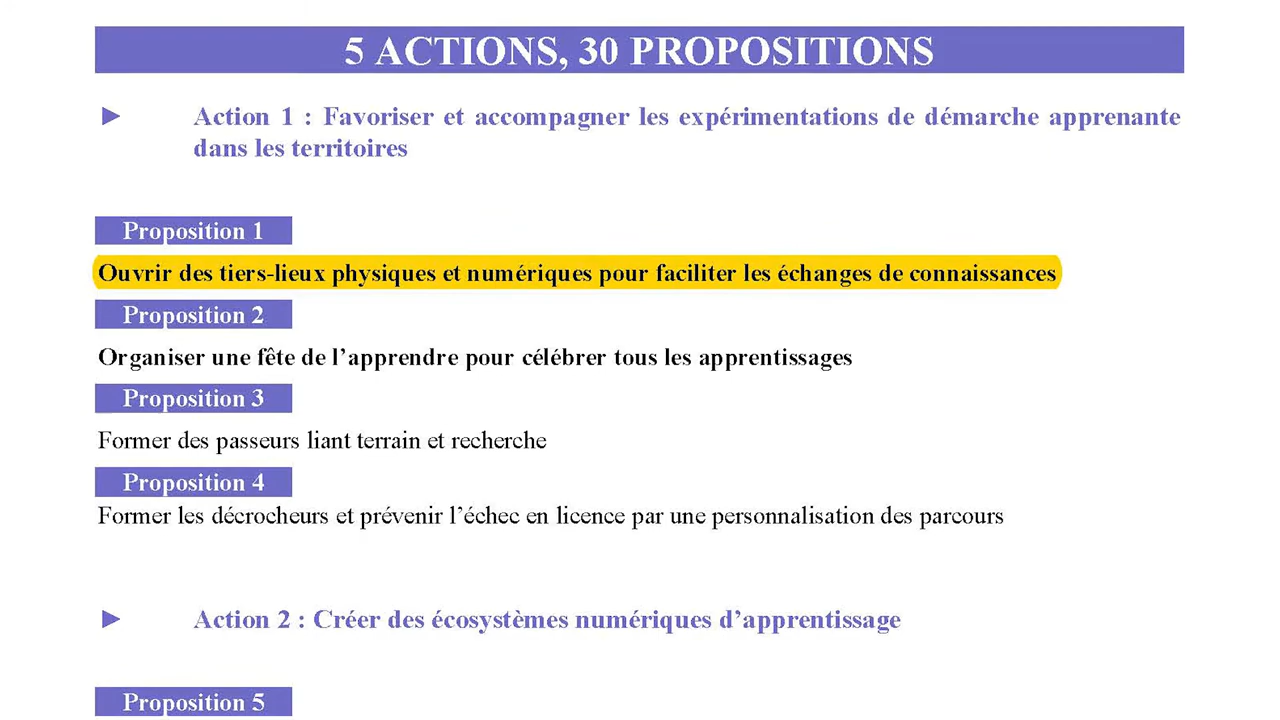 5 ACTIONS, 30 PROPOSITIONS
► Action 1 : Favoriser et accompagner les expérimentations de démarche apprenante
dans les territoires
Proposition 1
Ouvrir des tiers-lieux physiques et numériques pour faciliter les échanges de connaissances
Proposition 2
Organiser une fête de l’apprendre pour célébrer tous les apprentissages
Proposition 3
Former des passeurs liant terrain et recherche
Proposition 4
Former les décrocheurs et prévenir l’échec en licence par une personnalisation des parcours
► Action 2 : Créer des écosystèmes numériques d’apprentissage
Proposition 5